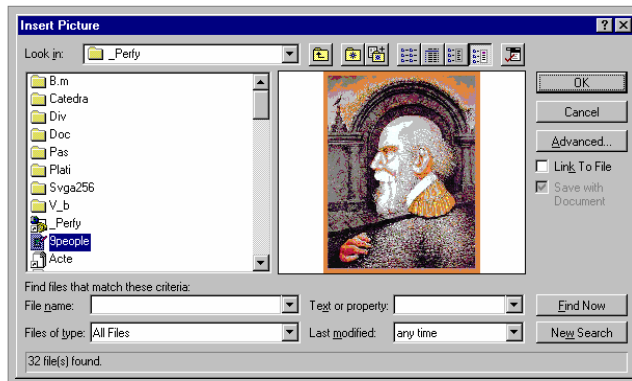 Insert Picture
Look in: _Perfy
B.m
Catedra
Div
Doc
Pas
Plati
Svga256
V_b
_Perfy
9people
Acte
OK
Cancel
Advanced...
Link To File
Save with
Document
Find files that match these criteria:
File name: Text or property: Find Now
Files of type: All Files Last modified: any time New Search
32 file(s) found.